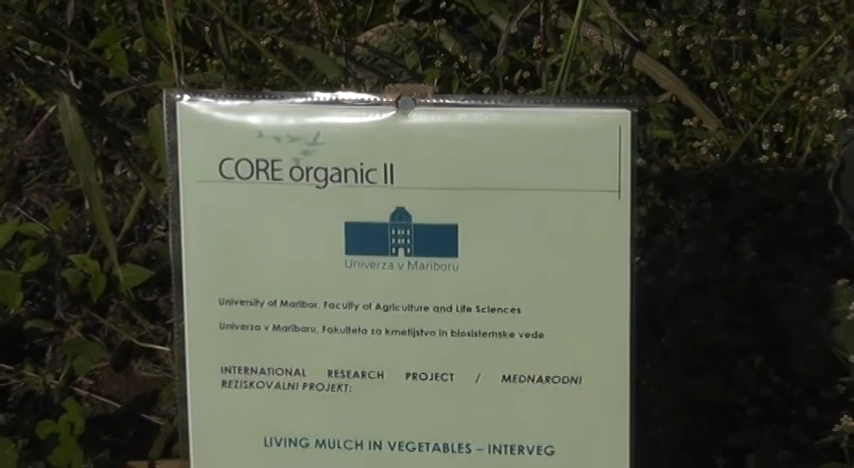 CORE organic II
Univerza v Mariboru
University of Maribor, Faculty of Agriculture and Life Sciences
Univerza v Mariboru, Fakulteta za kmetijstvo in biosistemske vede
INTERNATIONAL RESEARCH PROJECT / MEDNARODNI
REZISKOVALNI PROJEKT:
LIVING MULCH IN VEGETABLES – INTERVEG